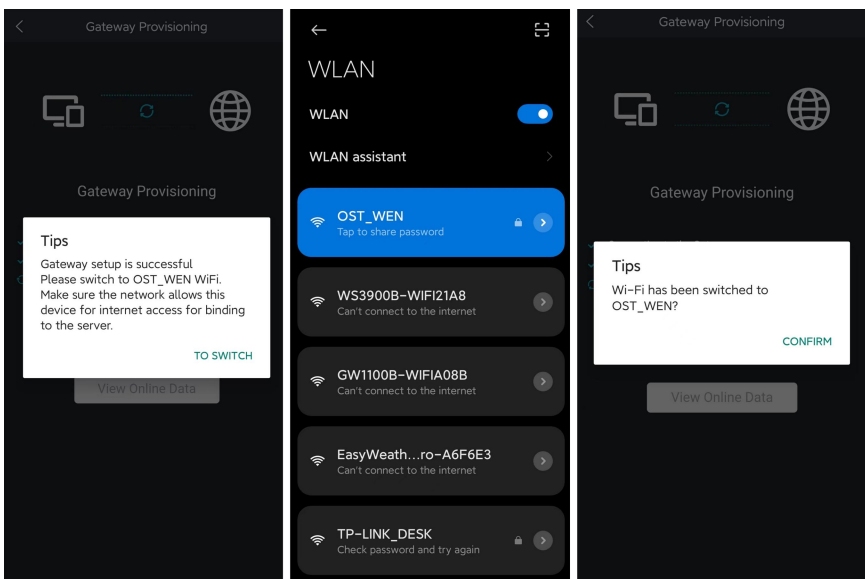 Gateway Provisioning
Gateway Provisioning
Tips
Gateway setup is successful
Please switch to OST_WEN WiFi.
Make sure the network allows this
device for internet access for binding
to the server.
TO SWITCH
View Online Data
WLAN
WLAN
WLAN assistant
OST_WEN
Tap to share password
WS3900B-WIFI21A8
Can't connect to the internet
GW1100B-WIFIA08B
Can't connect to the internet
EasyWeath...ro-A6F6E3
Can't connect to the internet
TP-LINK_DESK
Check password and try again
Gateway Provisioning
Gateway Provisioning
Tips
Wi-Fi has been switched to
OST_WEN?
CONFIRM
View Online Data